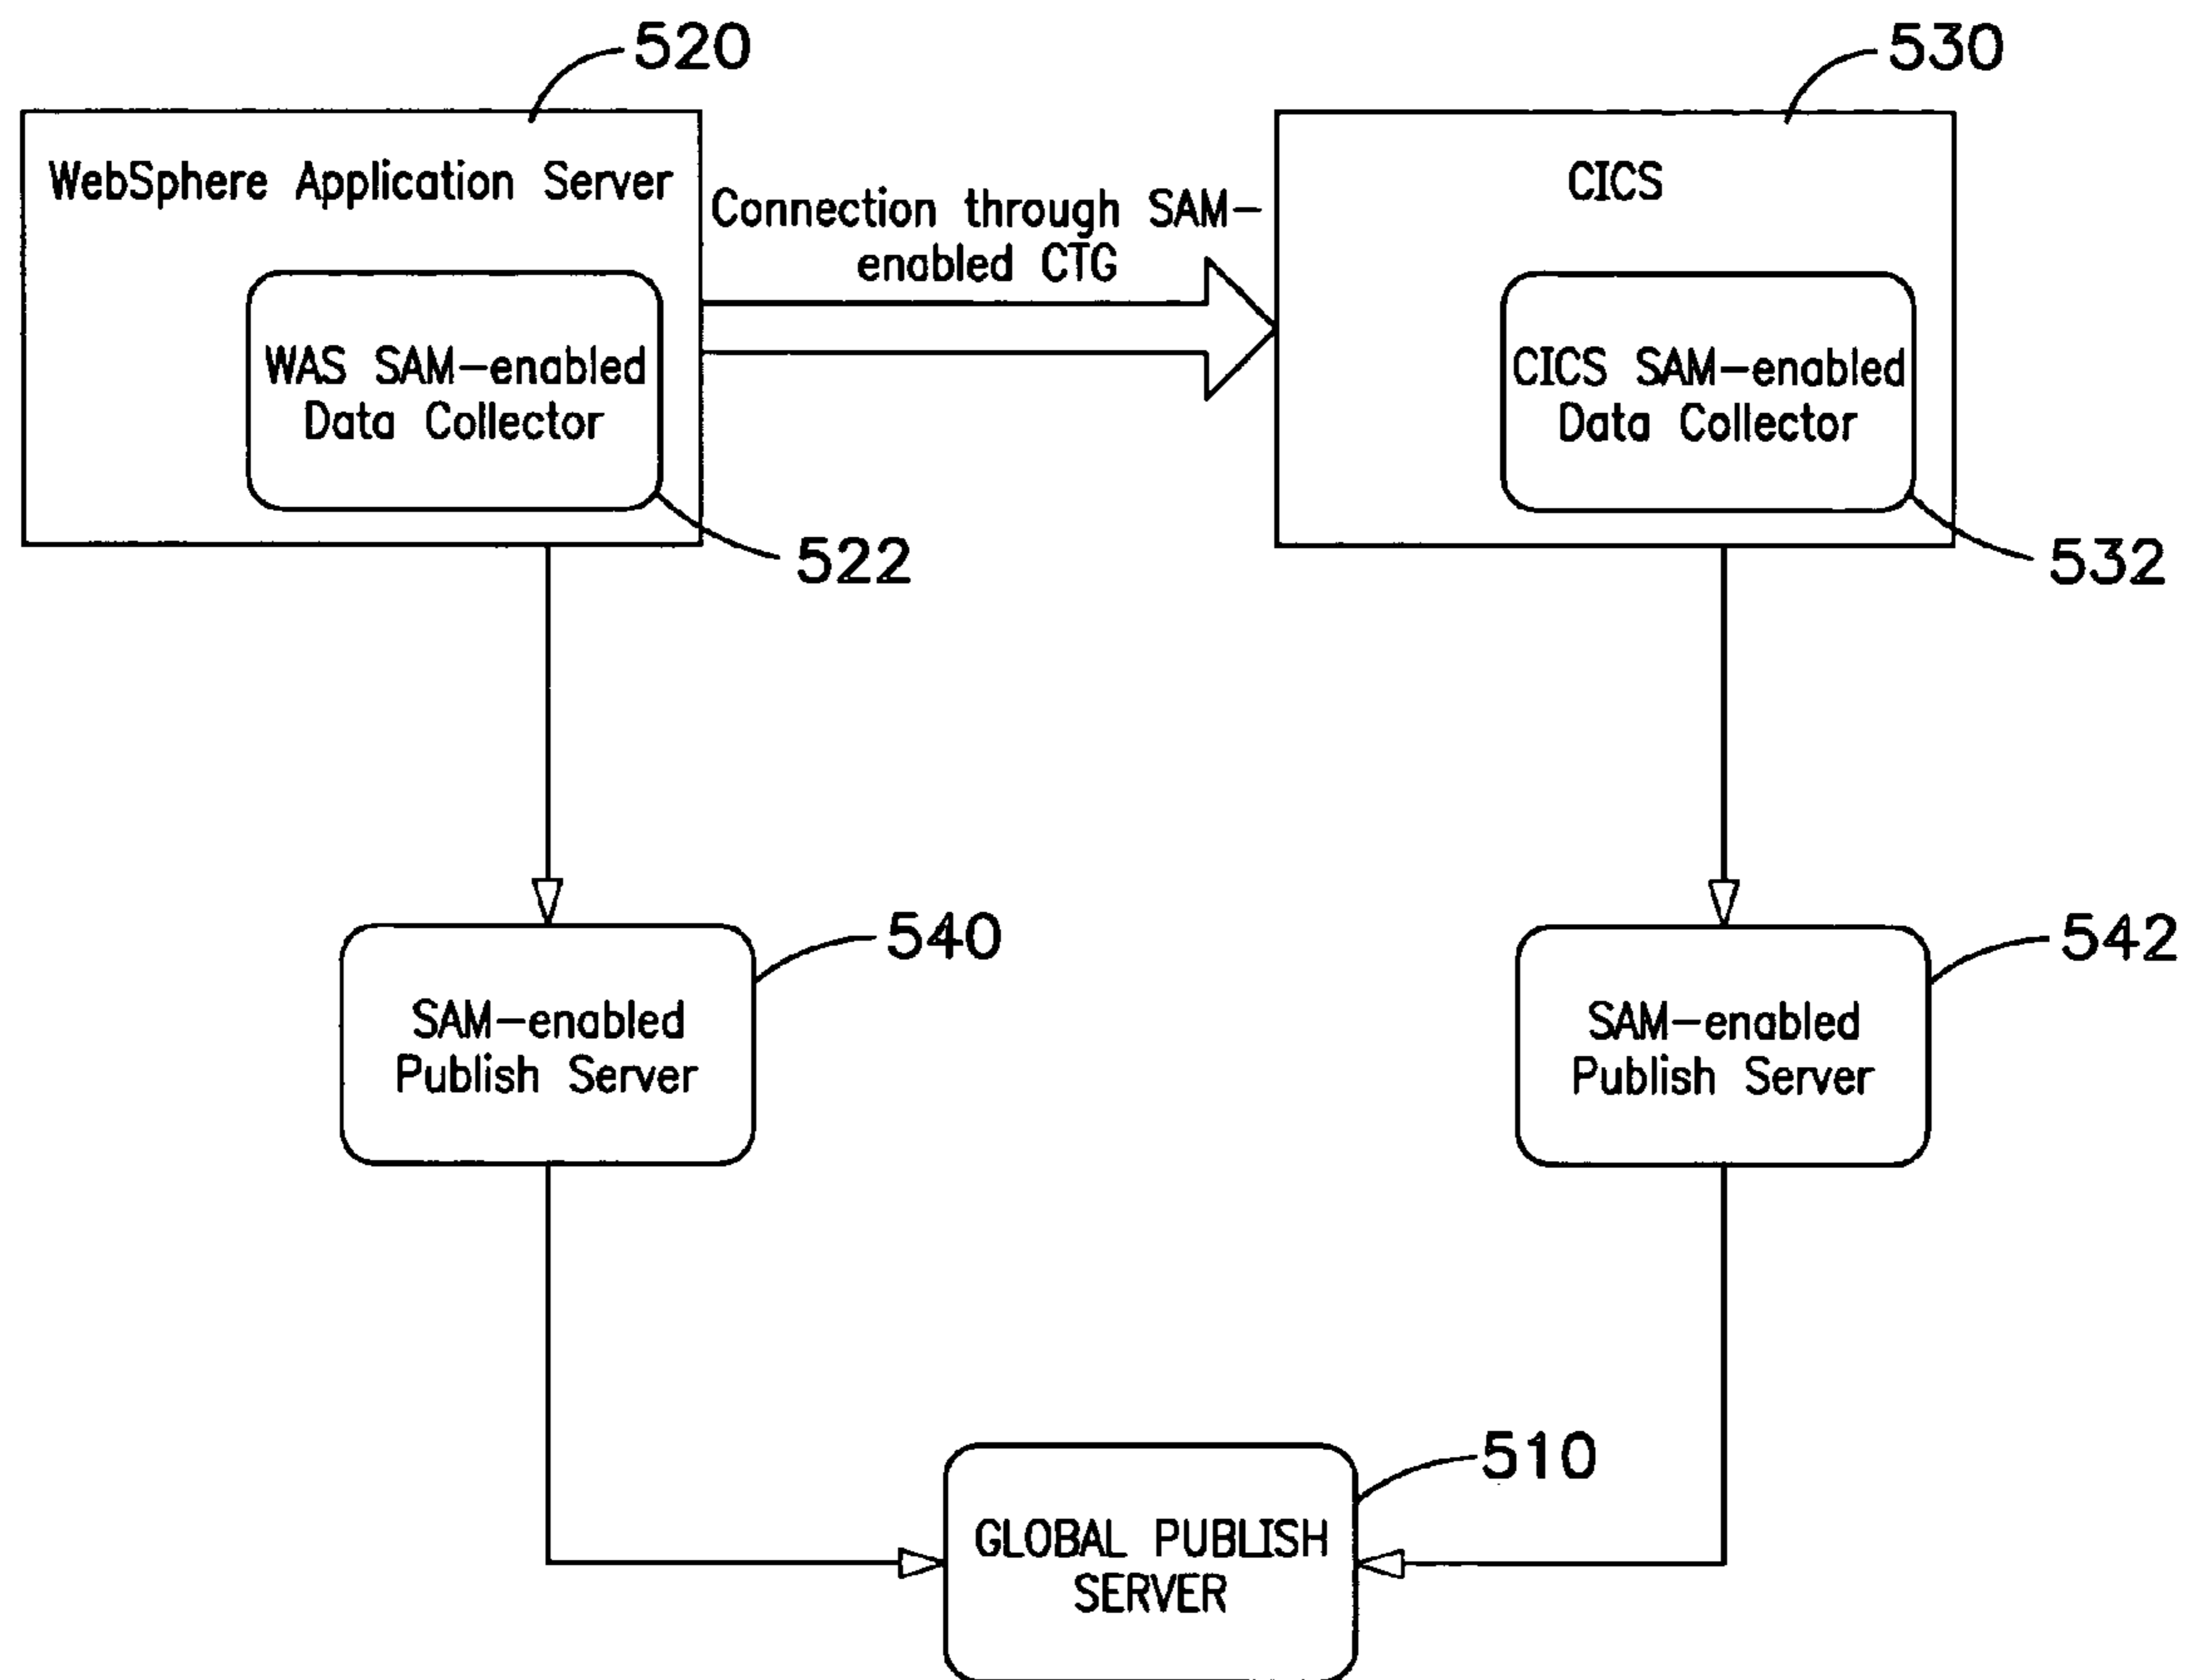 520
530
WebSphere Application Server
CICS
Connection through SAM-
enabled CTG
WAS SAM-enabled
Data Collector
CICS SAM-enabled
Data Collector
522
532
540
542
SAM-enabled
Publish Server
SAM-enabled
Publish Server
510
GLOBAL PUBLISH
SERVER